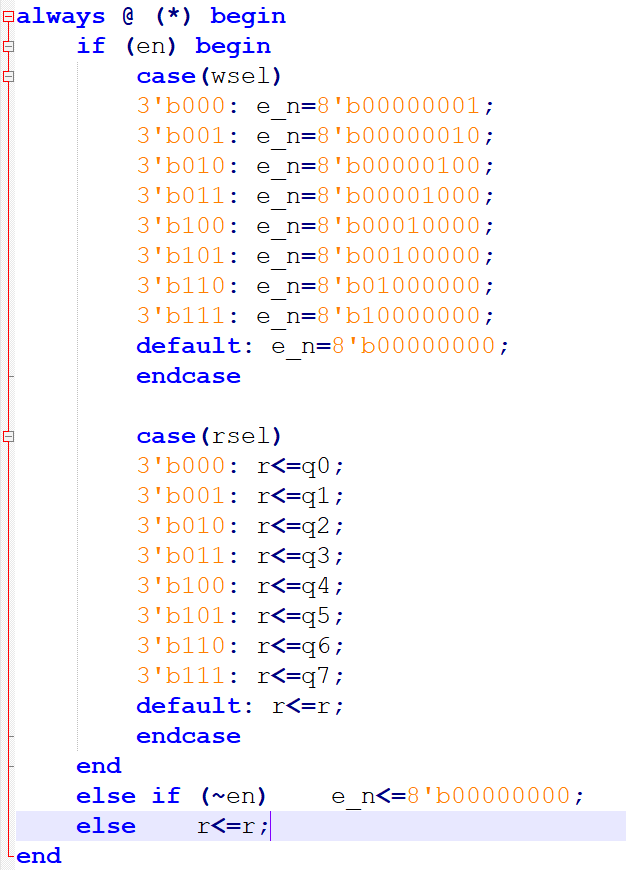 always @ (*) begin
if (en) begin
case(wsel)
3'b000: e_n=8'b00000001;
3'b001: e_n=8'b00000010;
3'b010: e_n=8'b00000100;
3'b011: e_n=8'b00001000;
3'b100: e_n=8'b00010000;
3'b101: e_n=8'b00100000;
3'b110: e_n=8'b01000000;
3'b111: e_n=8'b10000000;
default: e_n=8'b00000000;
endcase
case(rsel)
3'b000: r<=q0;
3'b001: r<=q1;
3'b010: r<=q2;
3'b011: r<=q3;
3'b100: r<=q4;
3'b101: r<=q5;
3'b110: r<=q6;
3'b111: r<=q7;
default: r<=r;
endcase
end
else if (~en) e_n<=8'b00000000;
else r<=r;
end